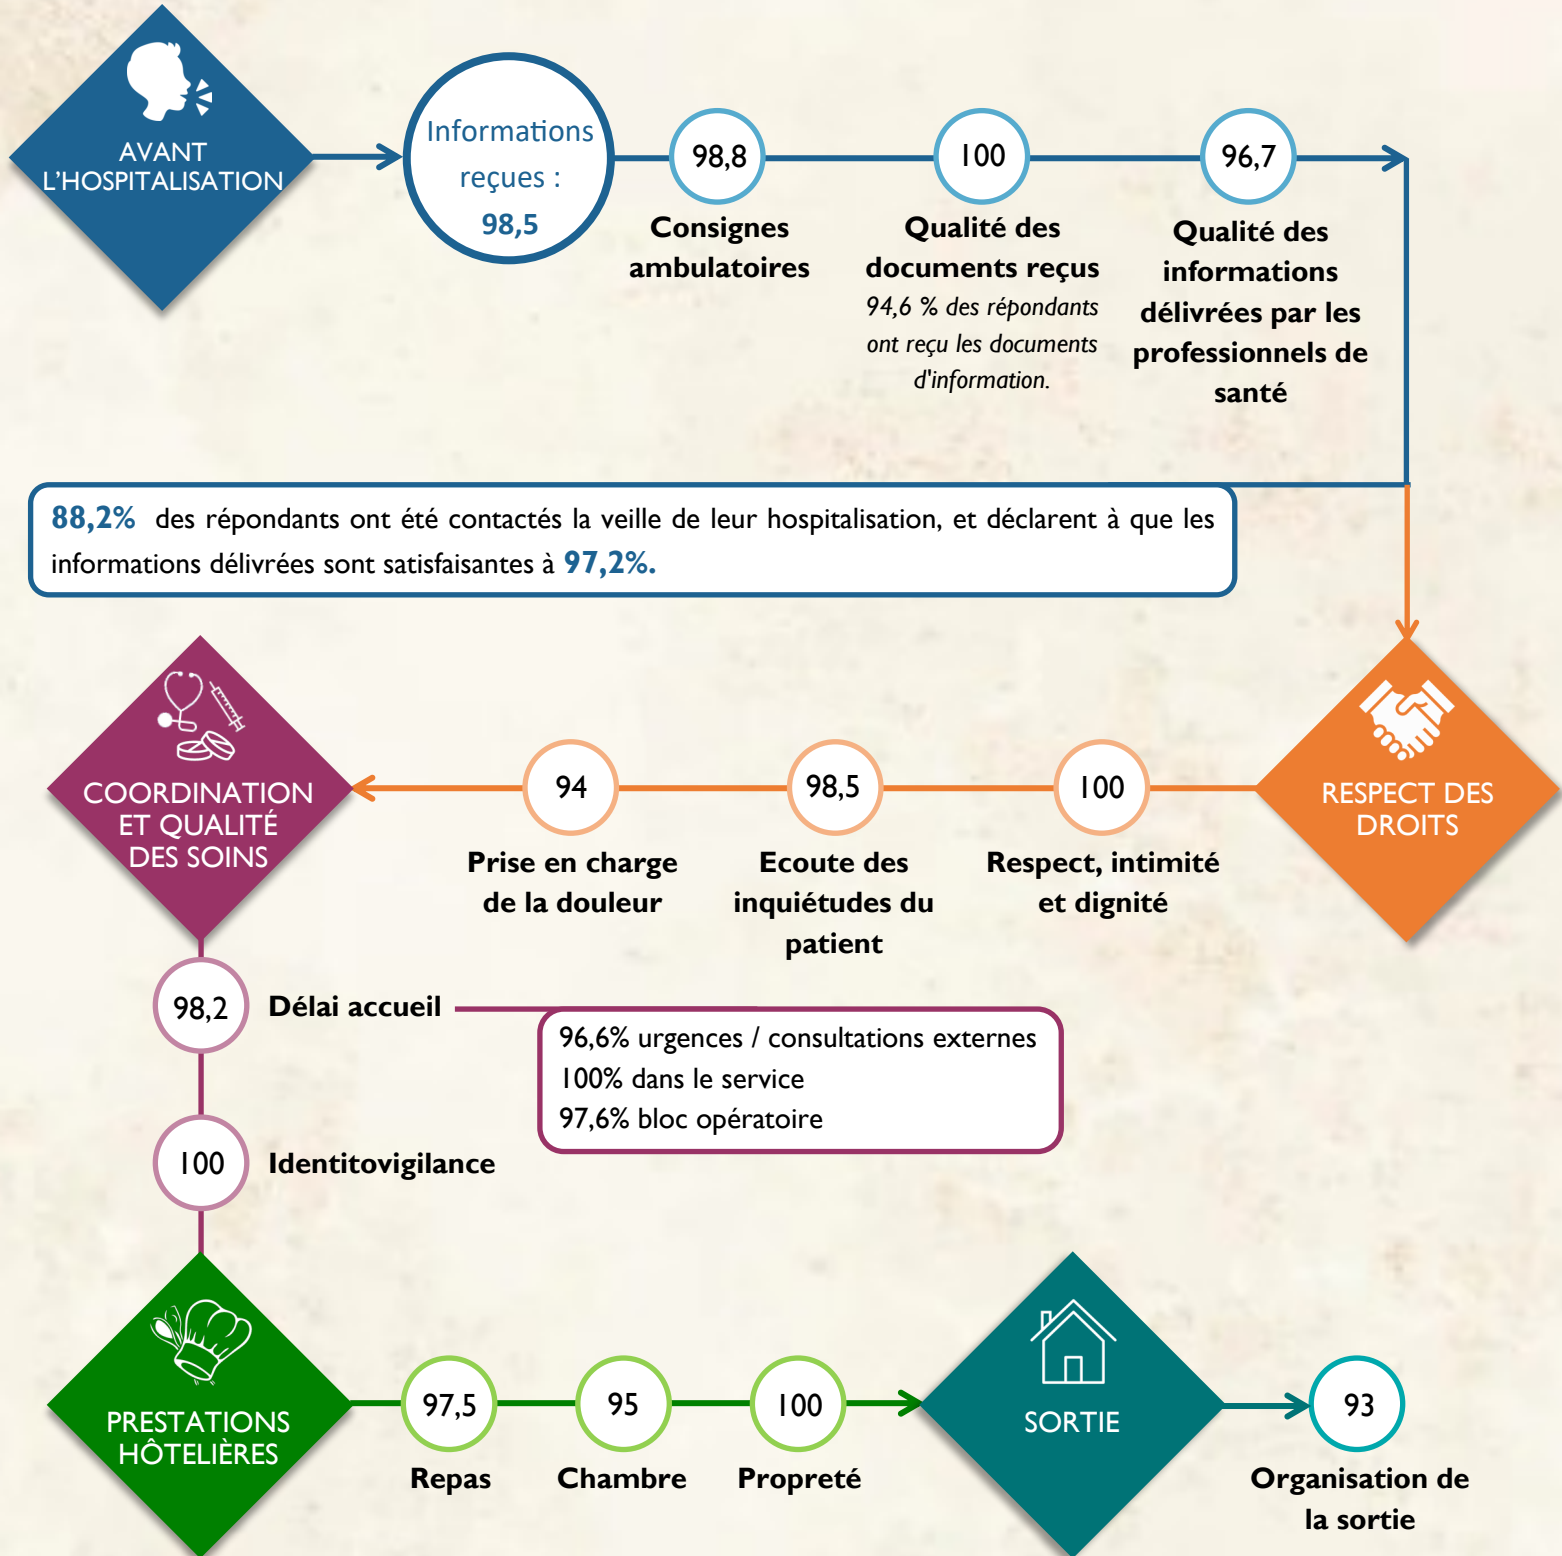 AVANT
L'HOSPITALISATION
Informations
reçues :
98,5
98,8
Consignes
ambulatoires
100
Qualité des
documents reçus
94,6 % des répondants
ont reçu les documents
d'information.
96,7
Qualité des
informations
délivrées par les
professionnels de
santé
88,2% des répondants ont été contactés la veille de leur hospitalisation, et déclarent à que les
informations délivrées sont satisfaisantes à 97,2%.
RESPECT DES
DROITS
100
Respect, intimité
et dignité
98,5
Ecoute des
inquiétudes du
patient
94
Prise en charge
de la douleur
COORDINATION
ET QUALITÉ
DES SOINS
98,2
Délai accueil
96,6% urgences / consultations externes
100% dans le service
97,6% bloc opératoire
100
Identitovigilance
PRESTATIONS
HÔTELIÈRES
97,5
Repas
95
Chambre
100
Propreté
SORTIE
93
Organisation de
la sortie